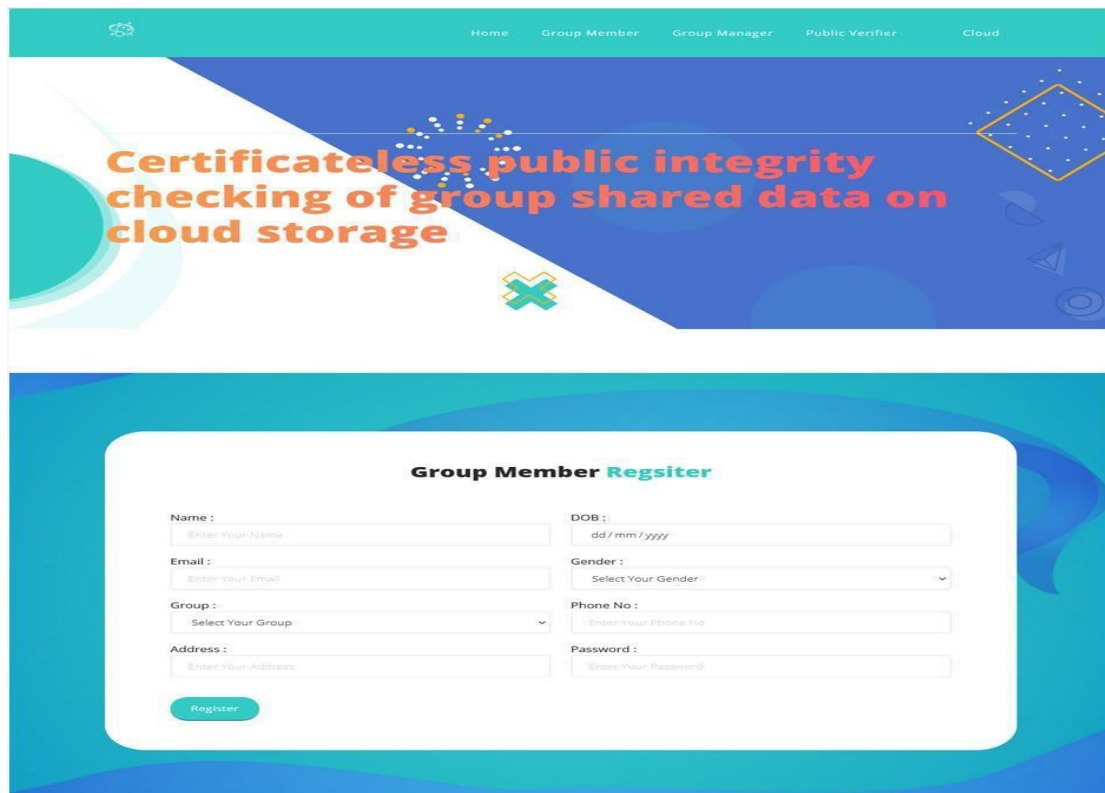 Home Group Member Group Manager Public Verifier Cloud
Certificateless public integrity
checking of group shared data on
cloud storage
Group Member Regsiter
Name : DOB :
Enter Your Name dd / mm / yyyy
Email : Gender :
Enter Your Email Select Your Gender
Group : Phone No :
Select Your Group Enter Your Phone No
Address : Password :
Enter Your Address Enter Your Password
Register